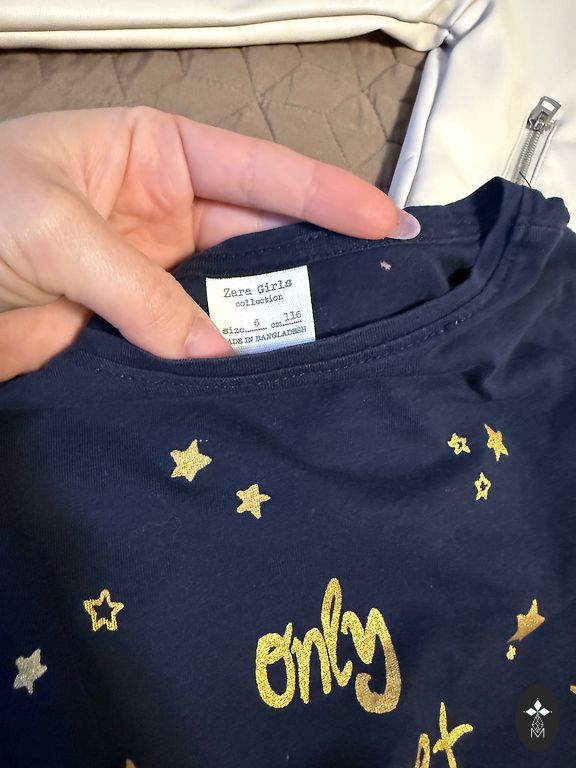 Zara Girls
collection
size 6 cm 116
MADE IN BANGLADESH
only
M